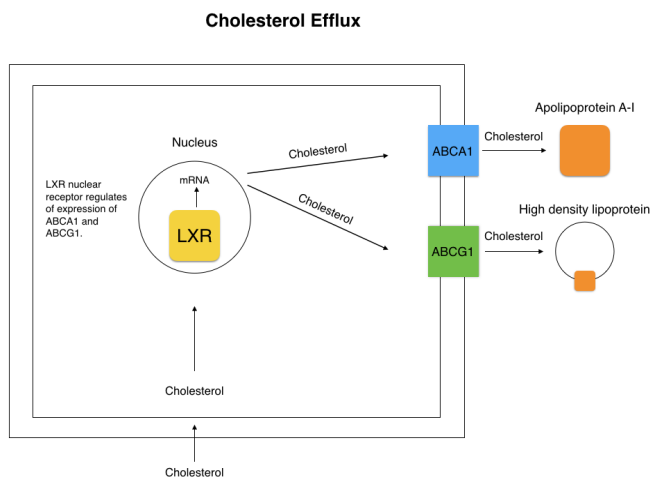 Cholesterol Efflux
Apolipoprotein A-I
Nucleus
Cholesterol
ABCA1
Cholesterol
LXR nuclear
receptor regulates
of expression of
ABCA1 and
ABCG1.
mRNA
LXR
Cholesterol
High density lipoprotein
ABCG1
Cholesterol
Cholesterol
Cholesterol